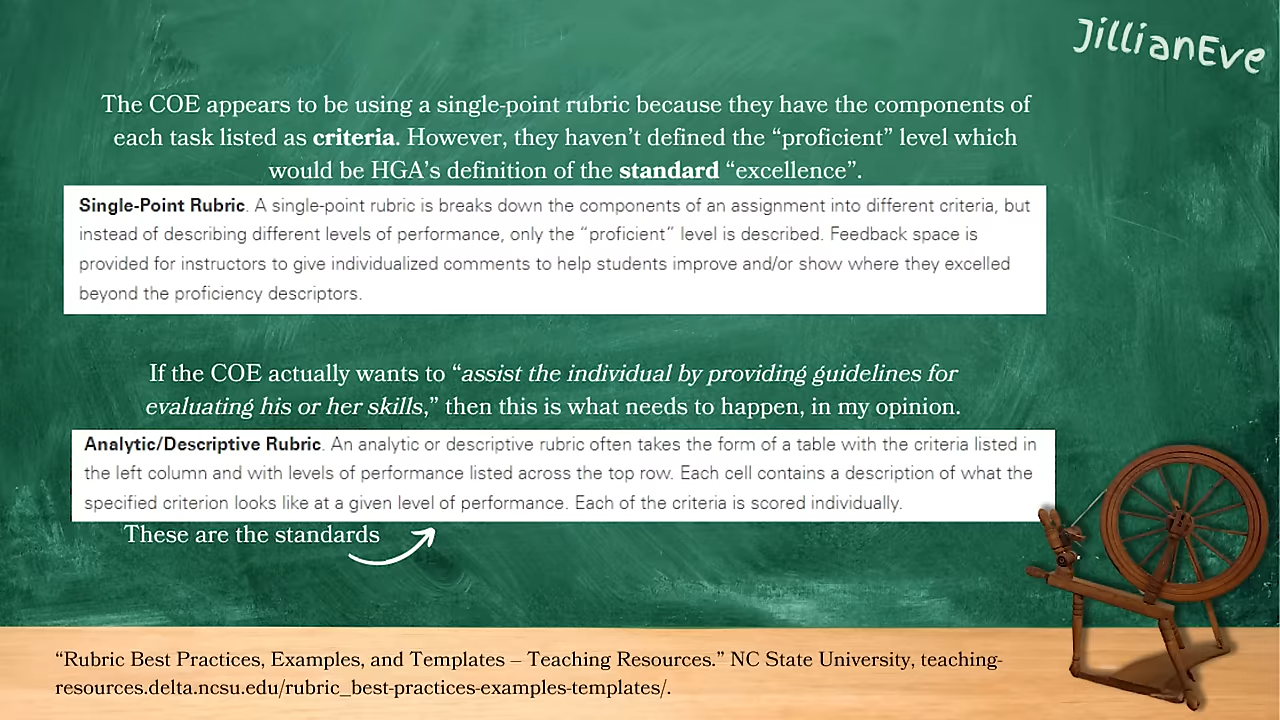 JillianEve
The COE appears to be using a single-point rubric because they have the components of
each task listed as criteria. However, they haven’t defined the “proficient” level which
would be HGA’s definition of the standard “excellence”.
Single-Point Rubric. A single-point rubric is breaks down the components of an assignment into different criteria, but
instead of describing different levels of performance, only the “proficient” level is described. Feedback space is
provided for instructors to give individualized comments to help students improve and/or show where they excelled
beyond the proficiency descriptors.
If the COE actually wants to “assist the individual by providing guidelines for
evaluating his or her skills,” then this is what needs to happen, in my opinion.
Analytic/Descriptive Rubric. An analytic or descriptive rubric often takes the form of a table with the criteria listed in
the left column and with levels of performance listed across the top row. Each cell contains a description of what the
specified criterion looks like at a given level of performance. Each of the criteria is scored individually.
These are the standards
“Rubric Best Practices, Examples, and Templates – Teaching Resources.” NC State University, teaching-
resources.delta.ncsu.edu/rubric_best-practices-examples-templates/.